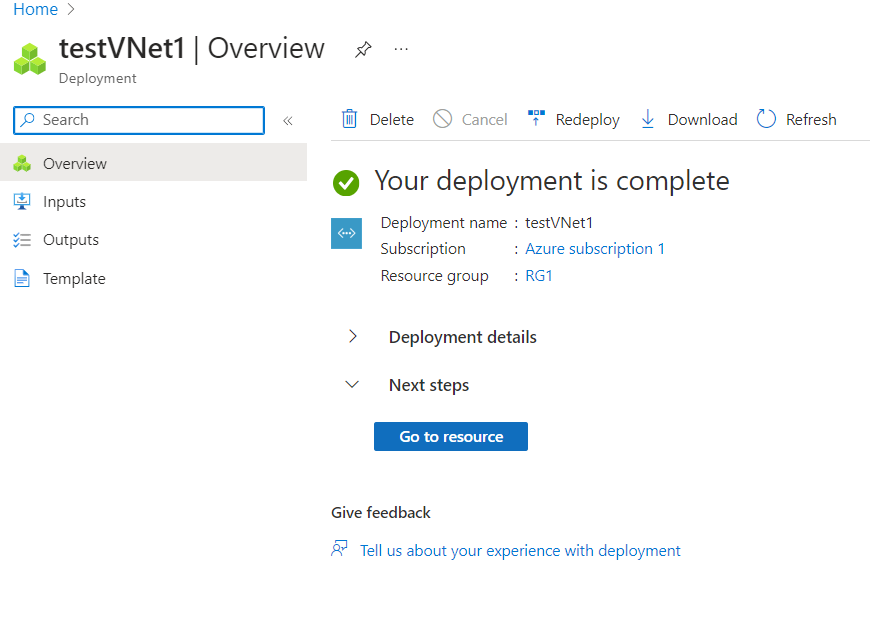 Home
testVNet1 | Overview
Deployment
Search
Overview
Inputs
Outputs
Template
Delete Cancel Redeploy Download Refresh
Your deployment is complete
Deployment name : testVNet1
Subscription : Azure subscription 1
Resource group : RG1
Deployment details
Next steps
Go to resource
Give feedback
Tell us about your experience with deployment